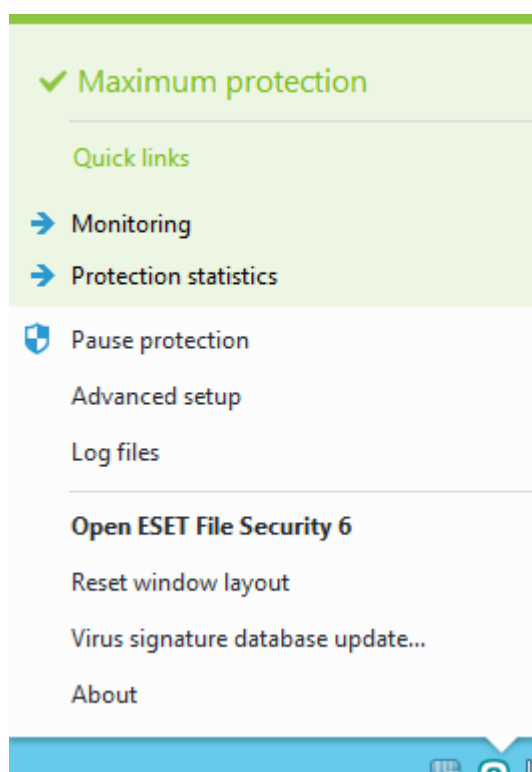 Maximum protection
Quick links
Monitoring
Protection statistics
Pause protection
Advanced setup
Log files
Open ESET File Security 6
Reset window layout
Virus signature database update...
About